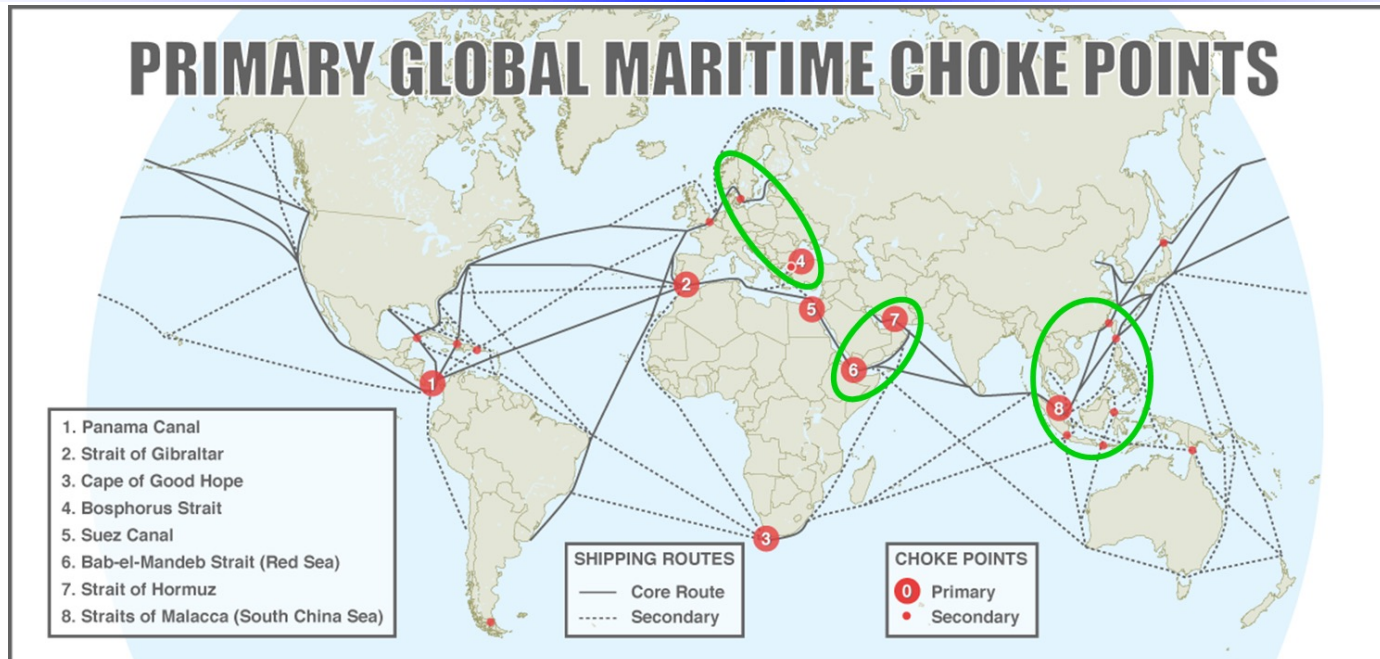 PRIMARY GLOBAL MARITIME CHOKE POINTS
4
2
5
7
6
1
8
3
1. Panama Canal
2. Strait of Gibraltar
3. Cape of Good Hope
4. Bosphorus Strait
5. Suez Canal
6. Bab-el-Mandeb Strait (Red Sea)
7. Strait of Hormuz
8. Straits of Malacca (South China Sea)
SHIPPING ROUTES
Core Route
Secondary
CHOKE POINTS
0 Primary
Secondary